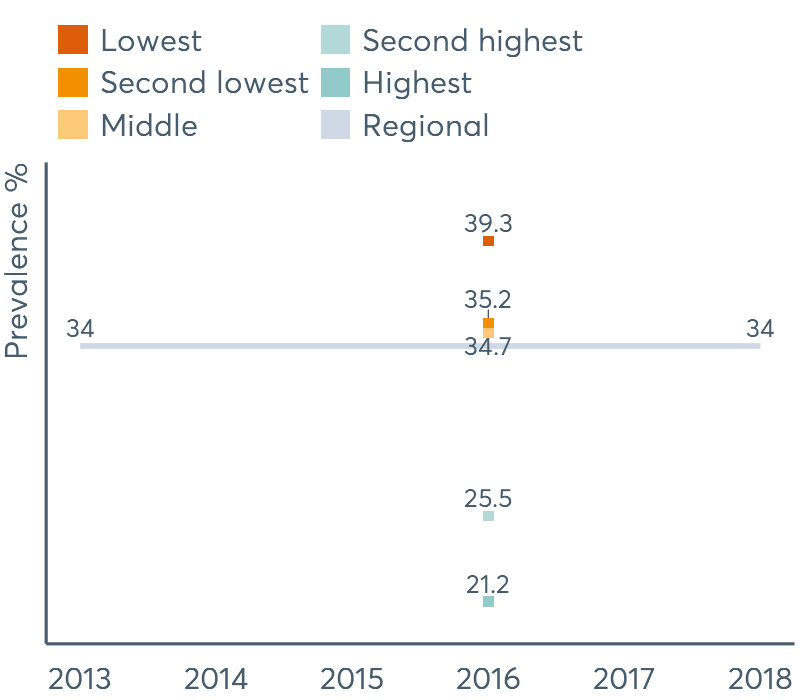 Lowest
Second lowest
Middle
Second highest
Highest
Regional
Prevalence %
39.3
35.2
34
34
34.7
25.5
21.2
2013 2014 2015 2016 2017 2018